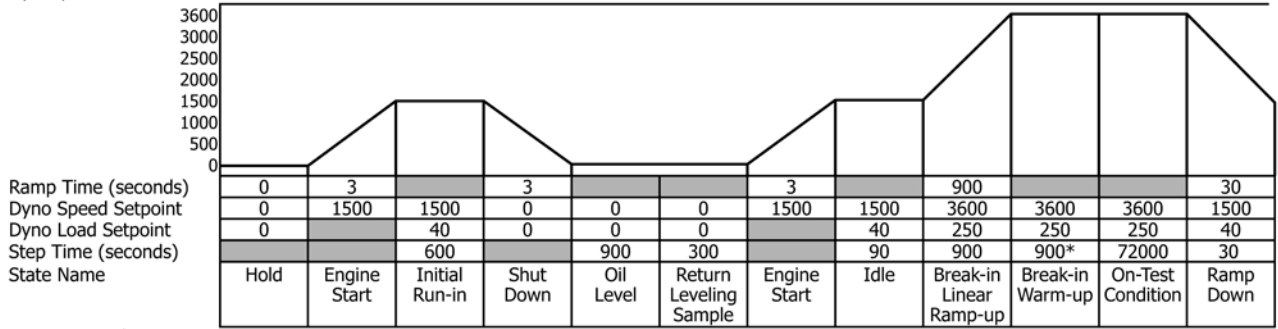 3600
3000
2500
2000
1500
1000
500
0
Ramp Time (seconds) 0 3 3 3 900 30
Dyno Speed Setpoint 0 1500 1500 0 0 0 1500 1500 3600 3600 3600 1500
Dyno Load Setpoint 0 40 0 0 0 40 250 250 250 40
Step Time (seconds) 600 900 300 90 900 900* 72000 30
State Name Hold Engine Initial Shut Oil Return Engine Idle Break-in Break-in On-Test Ramp
Start Run-in Down Level Leveling Start Linear Warm-up Condition Down
Sample Ramp-up